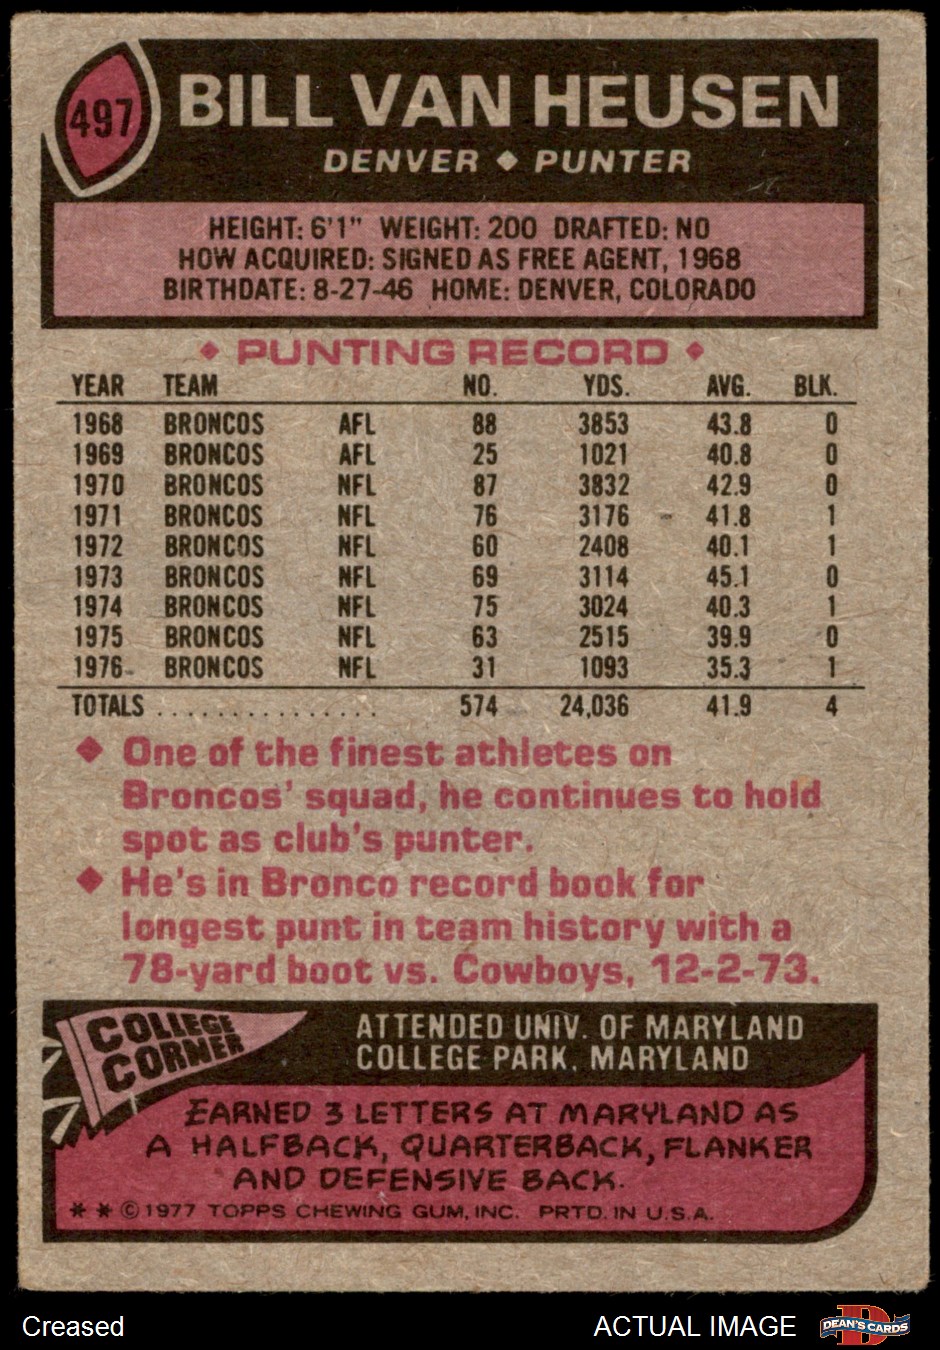 497
BILL VAN HEUSEN
DENVER ◆ PUNTER
HEIGHT: 6'1" WEIGHT: 200 DRAFTED: NO
HOW ACQUIRED: SIGNED AS FREE AGENT, 1968
BIRTHDATE: 8-27-46 HOME: DENVER, COLORADO
◆ PUNTING RECORD ◆
YEAR TEAM NO. YDS. AVG. BLK.
1968 BRONCOS AFL 88 3853 43.8 0
1969 BRONCOS AFL 25 1021 40.8 0
1970 BRONCOS NFL 87 3832 42.9 0
1971 BRONCOS NFL 76 3176 41.8 1
1972 BRONCOS NFL 60 2408 40.1 1
1973 BRONCOS NFL 69 3114 45.1 0
1974 BRONCOS NFL 75 3024 40.3 1
1975 BRONCOS NFL 63 2515 39.9 0
1976 BRONCOS NFL 31 1093 35.3 1
TOTALS . . . . . . . . . . . . . . . 574 24,036 41.9 4
◆ One of the finest athletes on
Broncos' squad, he continues to hold
spot as club's punter.
◆ He's in Bronco record book for
longest punt in team history with a
78-yard boot vs. Cowboys, 12-2-73.
COLLEGE
CORNER
ATTENDED UNIV. OF MARYLAND
COLLEGE PARK, MARYLAND
EARNED 3 LETTERS AT MARYLAND AS
A HALFBACK, QUARTERBACK, FLANKER
AND DEFENSIVE BACK.
* * © 1977 TOPPS CHEWING GUM, INC. PRTD. IN U.S.A.
Creased
ACTUAL IMAGE
DEAN'S CARDS